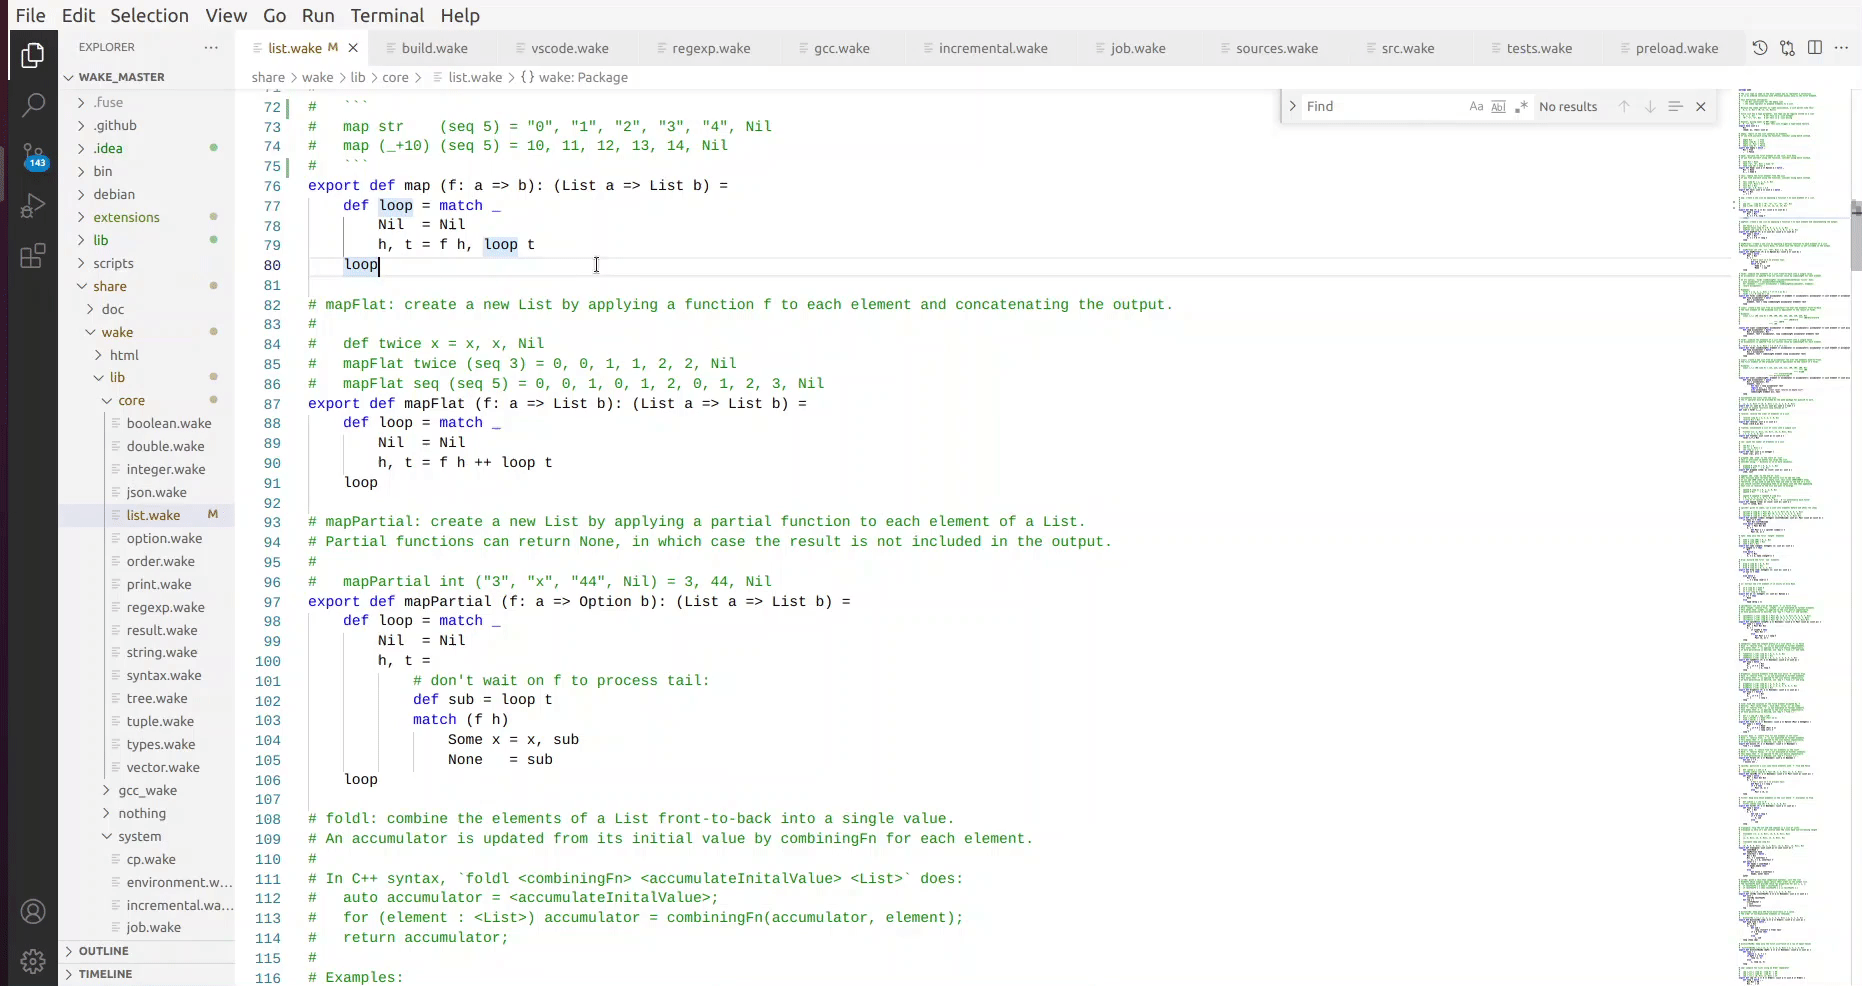 File Edit Selection View Go Run Terminal Help
EXPLORER
list.wake M
build.wake
vscode.wake
regexp.wake
gcc.wake
incremental.wake
job.wake
sources.wake
src.wake
tests.wake
preload.wake
share > wake > lib > core > list.wake > {} wake: Package
WAKE_MASTER
.fuse
.github
.idea
bin
debian
extensions
lib
scripts
share
doc
wake
html
lib
core
boolean.wake
double.wake
integer.wake
json.wake
list.wake M
option.wake
order.wake
print.wake
regexp.wake
result.wake
string.wake
syntax.wake
tree.wake
tuple.wake
types.wake
vector.wake
gcc_wake
nothing
system
cp.wake
environment.w...
incremental.wa...
job.wake
OUTLINE
TIMELINE
143
Find Aa Abl .* No results
72 # ```
73 # map str (seq 5) = "0", "1", "2", "3", "4", Nil
74 # map (_+10) (seq 5) = 10, 11, 12, 13, 14, Nil
75 # ```
76 export def map (f: a => b): (List a => List b) =
77 def loop = match _
78 Nil = Nil
79 h, t = f h, loop t
80 loop
81
82 # mapFlat: create a new List by applying a function f to each element and concatenating the output.
83 #
84 # def twice x = x, x, Nil
85 # mapFlat twice (seq 3) = 0, 0, 1, 1, 2, 2, Nil
86 # mapFlat seq (seq 5) = 0, 0, 1, 0, 1, 2, 0, 1, 2, 3, Nil
87 export def mapFlat (f: a => List b): (List a => List b) =
88 def loop = match _
89 Nil = Nil
90 h, t = f h ++ loop t
91 loop
92
93 # mapPartial: create a new List by applying a partial function to each element of a List.
94 # Partial functions can return None, in which case the result is not included in the output.
95 #
96 # mapPartial int ("3", "x", "44", Nil) = 3, 44, Nil
97 export def mapPartial (f: a => Option b): (List a => List b) =
98 def loop = match _
99 Nil = Nil
100 h, t =
101 # don't wait on f to process tail:
102 def sub = loop t
103 match (f h)
104 Some x = x, sub
105 None = sub
106 loop
107
108 # foldl: combine the elements of a List front-to-back into a single value.
109 # An accumulator is updated from its initial value by combiningFn for each element.
110 #
111 # In C++ syntax, `foldl <combiningFn> <accumulateInitalValue> <List>` does:
112 # auto accumulator = <accumulateInitalValue>;
113 # for (element : <List>) accumulator = combiningFn(accumulator, element);
114 # return accumulator;
115 #
116 # Examples: